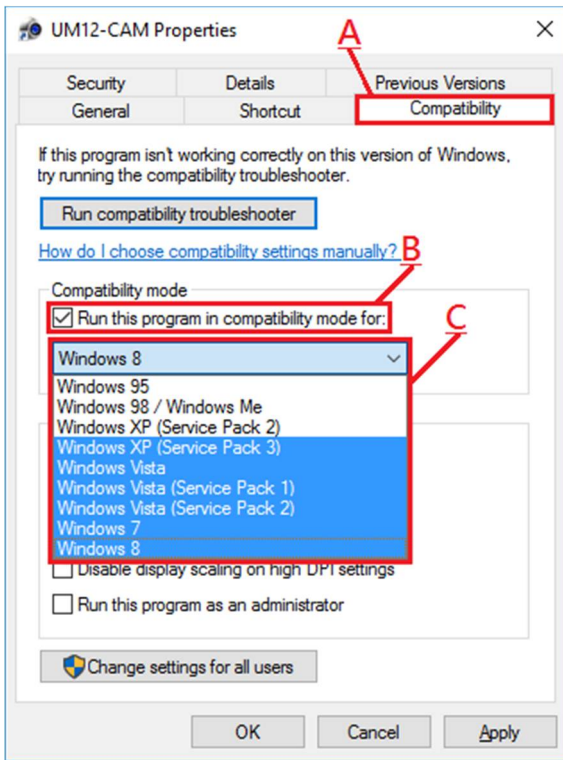 UM12-CAM Properties
A
Security Details Previous Versions
General Shortcut Compatibility
If this program isn't working correctly on this version of Windows,
try running the compatibility troubleshooter.
Run compatibility troubleshooter
How do I choose compatibility settings manually?
B
Compatibility mode
Run this program in compatibility mode for:
C
Windows 8
Windows 95
Windows 98 / Windows Me
Windows XP (Service Pack 2)
Windows XP (Service Pack 3)
Windows Vista
Windows Vista (Service Pack 1)
Windows Vista (Service Pack 2)
Windows 7
Windows 8
Disable display scaling on high DPI settings
Run this program as an administrator
Change settings for all users
OK Cancel Apply